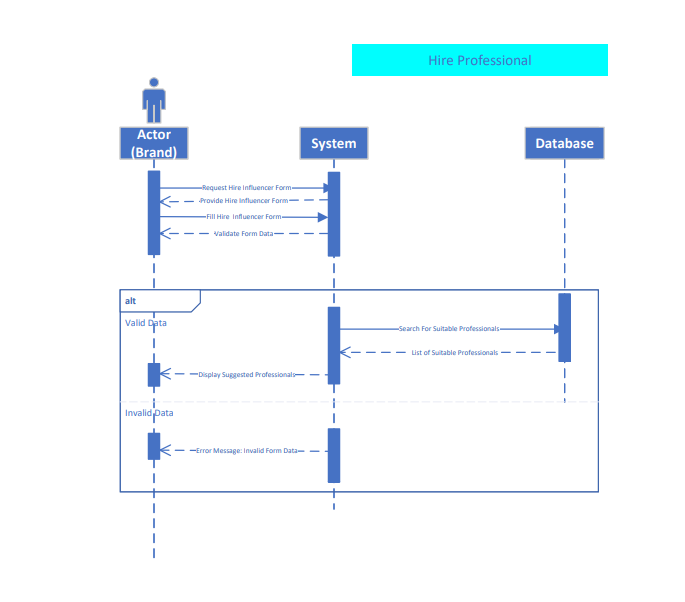 Hire Professional
Actor
(Brand)
System
Database
Request Hire Influencer Form
Provide Hire Influencer Form
Fill Hire Influencer Form
Validate Form Data
alt
Valid Data
Search For Suitable Professionals
List of Suitable Professionals
Display Suggested Professionals
Invalid Data
Error Message: Invalid Form Data